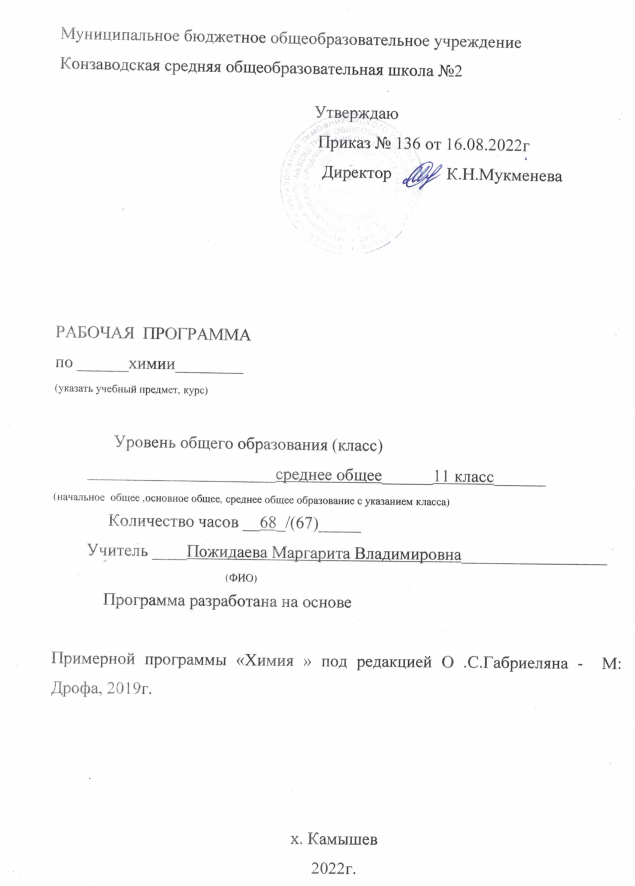 Муниципальное бюджетное общеобразовательное учреждение
Конзаводская средняя общеобразовательная школа №2
Утверждаю
Приказ № 136 от 16.08.2022г
Директор К.Н.Мукменева
РАБОЧАЯ ПРОГРАММА
по ______химии________
(указать учебный предмет, курс)
Уровень общего образования (класс)
______________________среднее общее______11 класс______
(начальное общее ,основное общее, среднее общее образование с указанием класса)
Количество часов __68_/(67)_____
Учитель ____Пожидаева Маргарита Владимировна_________________
(ФИО)
Программа разработана на основе
Примерной программы «Химия » под редакцией О .С.Габриеляна - М:
Дрофа, 2019г.
х. Камышев
2022г.